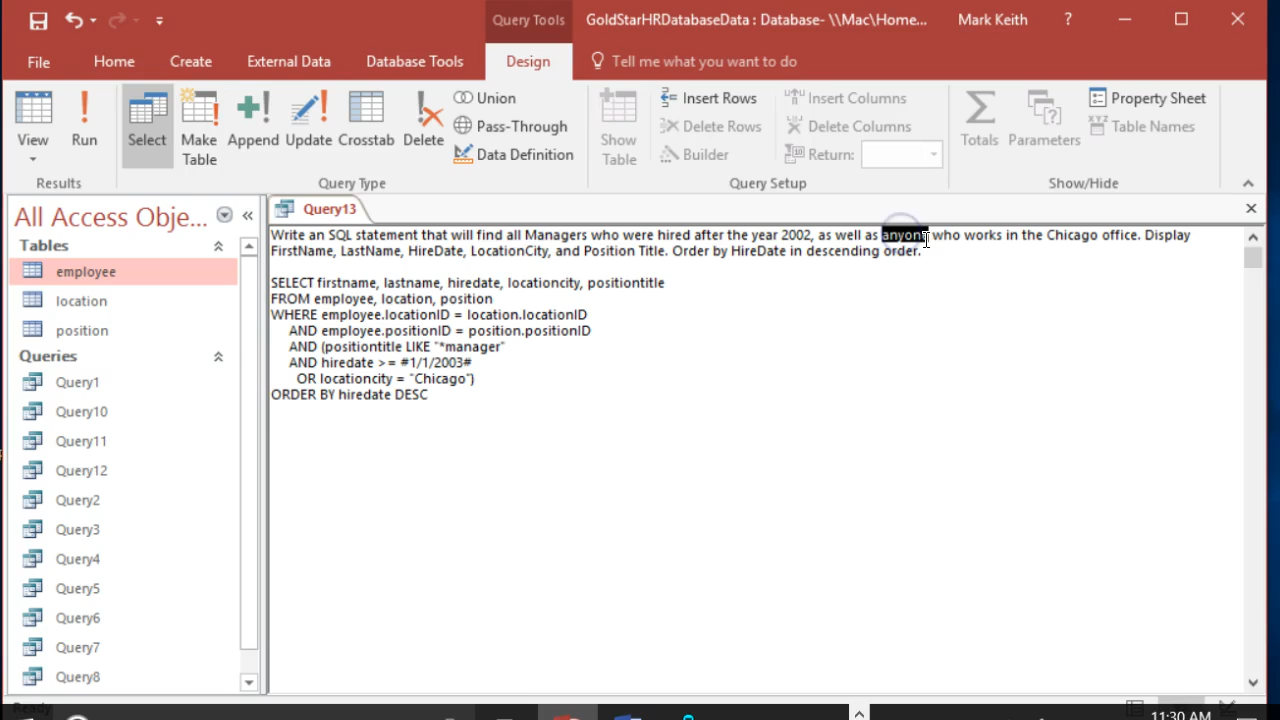 Query Tools
GoldStarHRDatabaseData : Database- \\Mac\Home...
Mark Keith
?
File
Home
Create
External Data
Database Tools
Design
Tell me what you want to do
View
Run
Select
Make Table
Append
Update
Crosstab
Delete
Union
Pass-Through
Data Definition
Show Table
Insert Rows
Delete Rows
Builder
Insert Columns
Delete Columns
Return:
Totals
Parameters
Property Sheet
Table Names
Results
Query Type
Query Setup
Show/Hide
All Access Obje...
Tables
employee
location
position
Queries
Query1
Query10
Query11
Query12
Query2
Query3
Query4
Query5
Query6
Query7
Query8
Query13
Write an SQL statement that will find all Managers who were hired after the year 2002, as well as anyone who works in the Chicago office. Display
FirstName, LastName, HireDate, LocationCity, and Position Title. Order by HireDate in descending order.
SELECT firstname, lastname, hiredate, locationcity, positiontitle
FROM employee, location, position
WHERE employee.locationID = location.locationID
AND employee.positionID = position.positionID
AND (positiontitle LIKE "*manager"
AND hiredate >= #1/1/2003#
OR locationcity = "Chicago")
ORDER BY hiredate DESC
Ready
11:30 AM